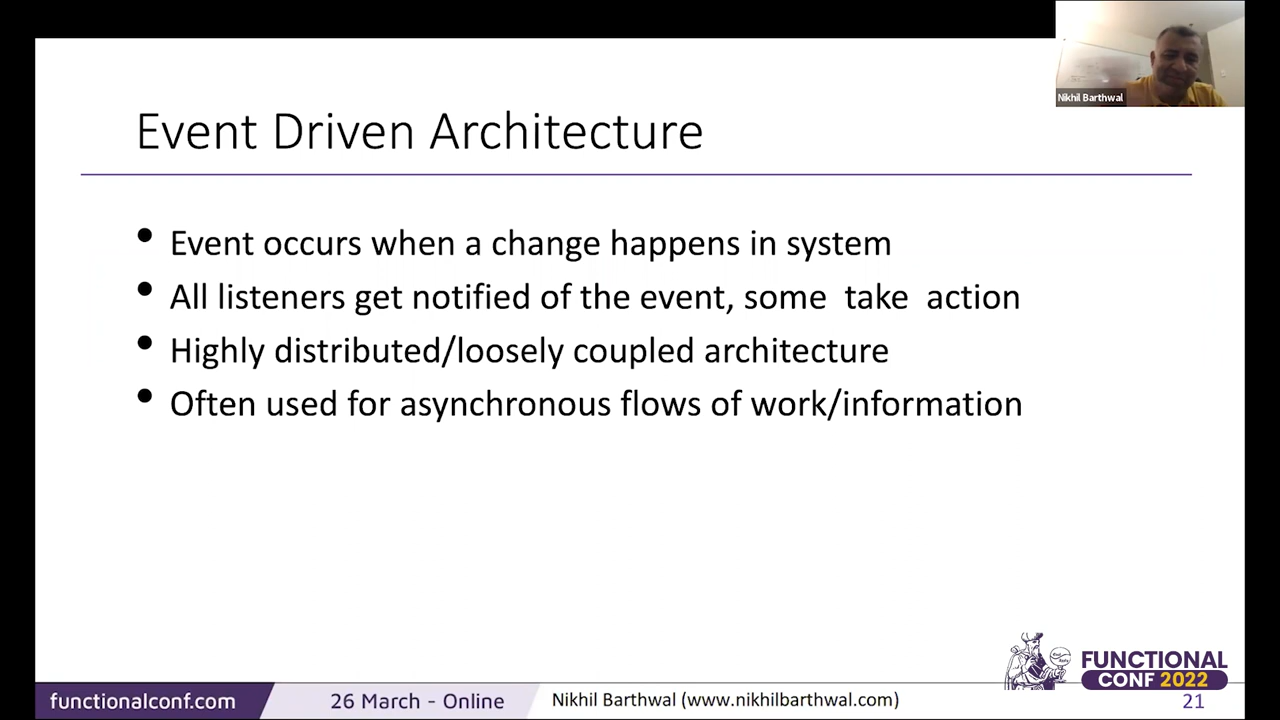 Nikhil Barthwal
Event Driven Architecture
• Event occurs when a change happens in system
• All listeners get notified of the event, some take action
• Highly distributed/loosely coupled architecture
• Often used for asynchronous flows of work/information
FUNCTIONAL
CONF 2022
functionalconf.com
26 March - Online
Nikhil Barthwal (www.nikhilbarthwal.com)
21